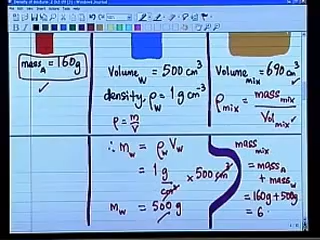 mass_A = 160g ✓
Volume_W = 500 cm³
density, ρ_W = 1 g cm⁻³
ρ = m/V
Volume_mix = 690 cm³ ✓
ρ_mix = mass_mix / Vol_mix ✓
∴ m_W = ρ_W V_W
= 1 g/cm³ × 500 cm³
m_W = 500 g
mass_mix
= mass_A
+ mass_W
= 160g + 500g
= 6